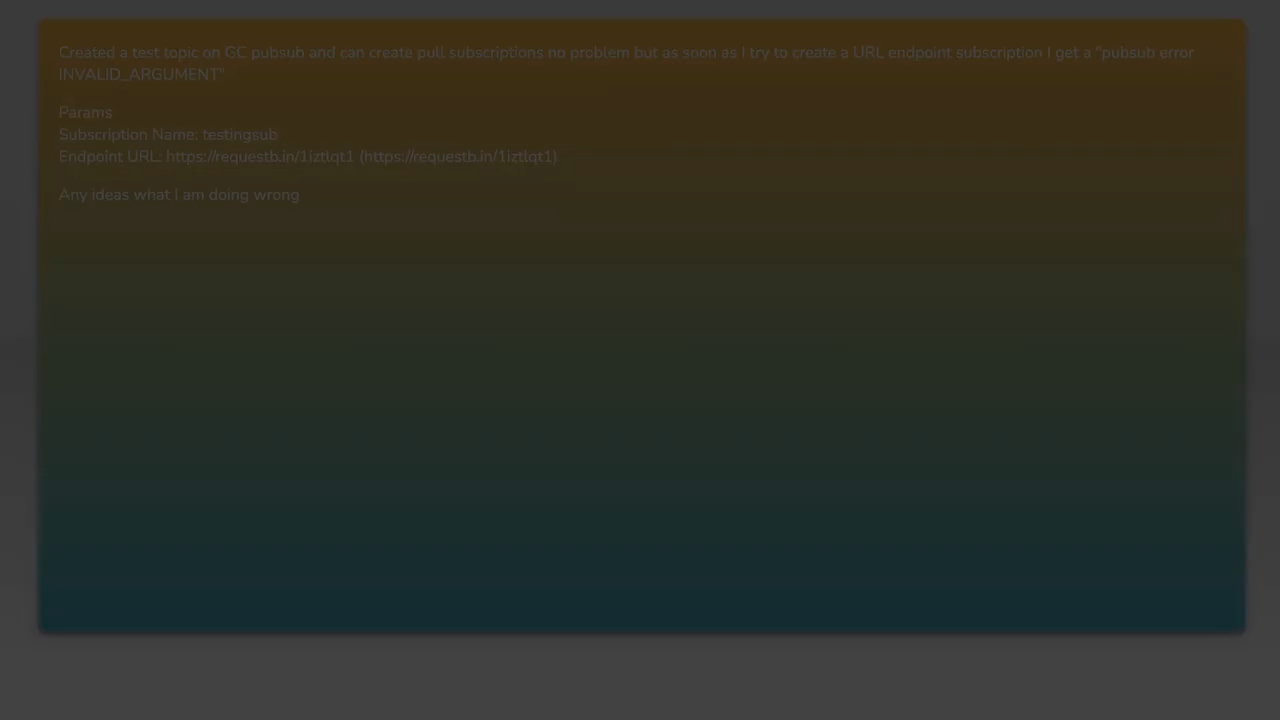 Created a test topic on GC pubsub and can create pull subscriptions no problem but as soon as I try to create a URL endpoint subscription I get a "pubsub error
INVALID_ARGUMENT"
Params
Subscription Name: testingsub
Endpoint URL: https://requestb.in/1iztlqt1 (https://requestb.in/1iztlqt1)
Any ideas what I am doing wrong